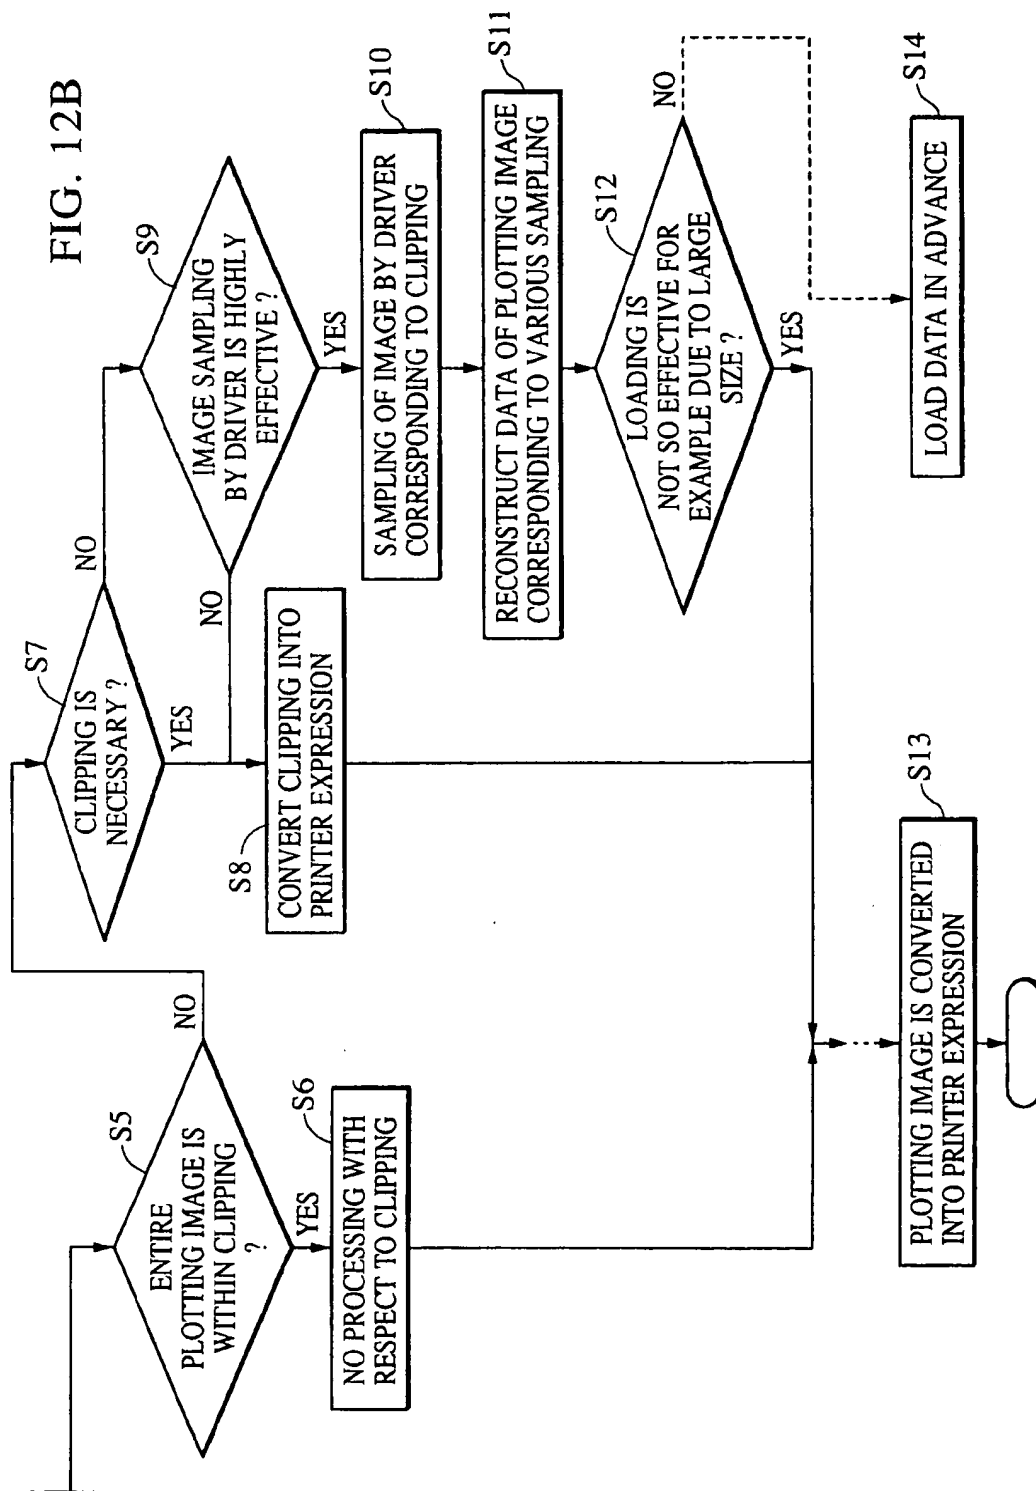 FIG. 12B
S5
ENTIRE
PLOTTING IMAGE IS
WITHIN CLIPPING
?
NO
YES
S6
NO PROCESSING WITH
RESPECT TO CLIPPING
S7
CLIPPING IS
NECESSARY ?
NO
YES
S8
CONVERT CLIPPING INTO
PRINTER EXPRESSION
S9
IMAGE SAMPLING
BY DRIVER IS HIGHLY
EFFECTIVE ?
NO
YES
S10
SAMPLING OF IMAGE BY DRIVER
CORRESPONDING TO CLIPPING
S11
RECONSTRUCT DATA OF PLOTTING IMAGE
CORRESPONDING TO VARIOUS SAMPLING
S12
LOADING IS
NOT SO EFFECTIVE FOR
EXAMPLE DUE TO LARGE
SIZE ?
NO
YES
S13
PLOTTING IMAGE IS CONVERTED
INTO PRINTER EXPRESSION
S14
LOAD DATA IN ADVANCE